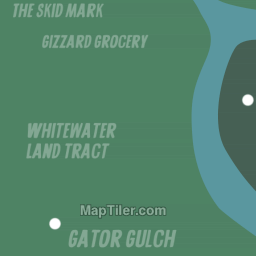 THE SKID MARK
GIZZARD GROCERY
WHITEWATER
LAND TRACT
MapTiler.com
GATOR GULCH